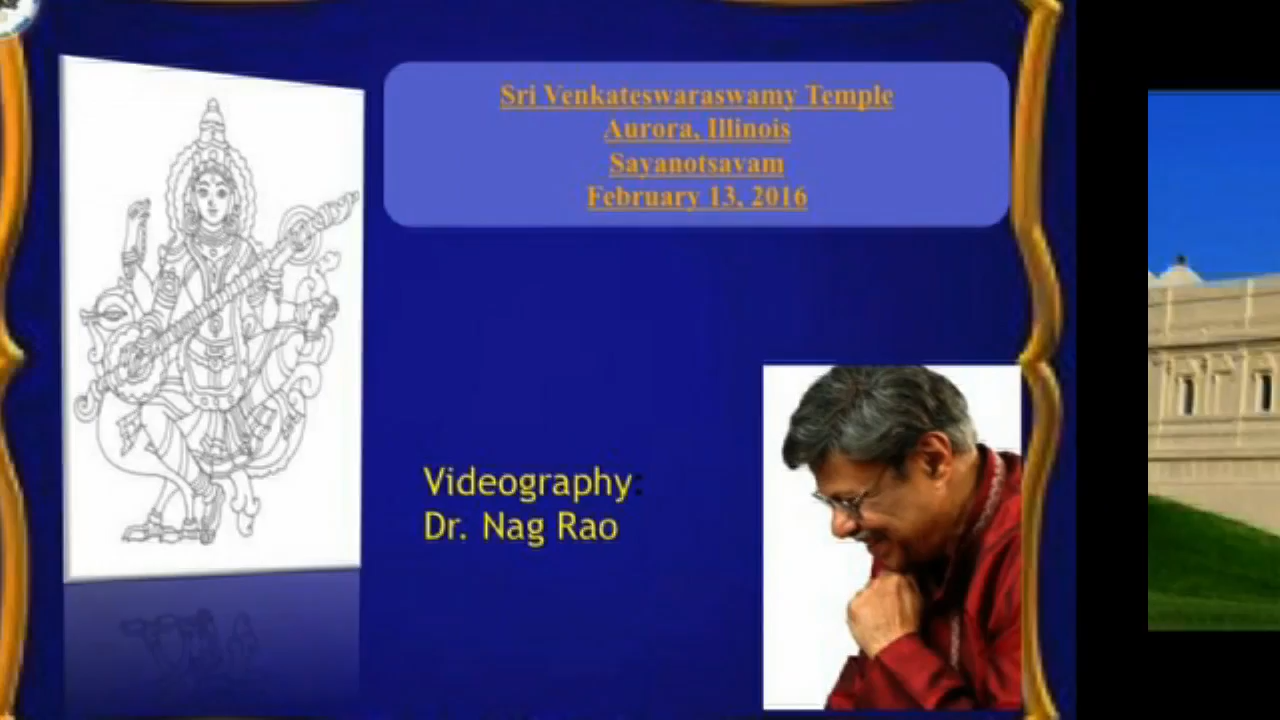 Sri Venkateswaraswamy Temple
Aurora, Illinois
Sayanotsavam
February 13, 2016
Videography:
Dr. Nag Rao